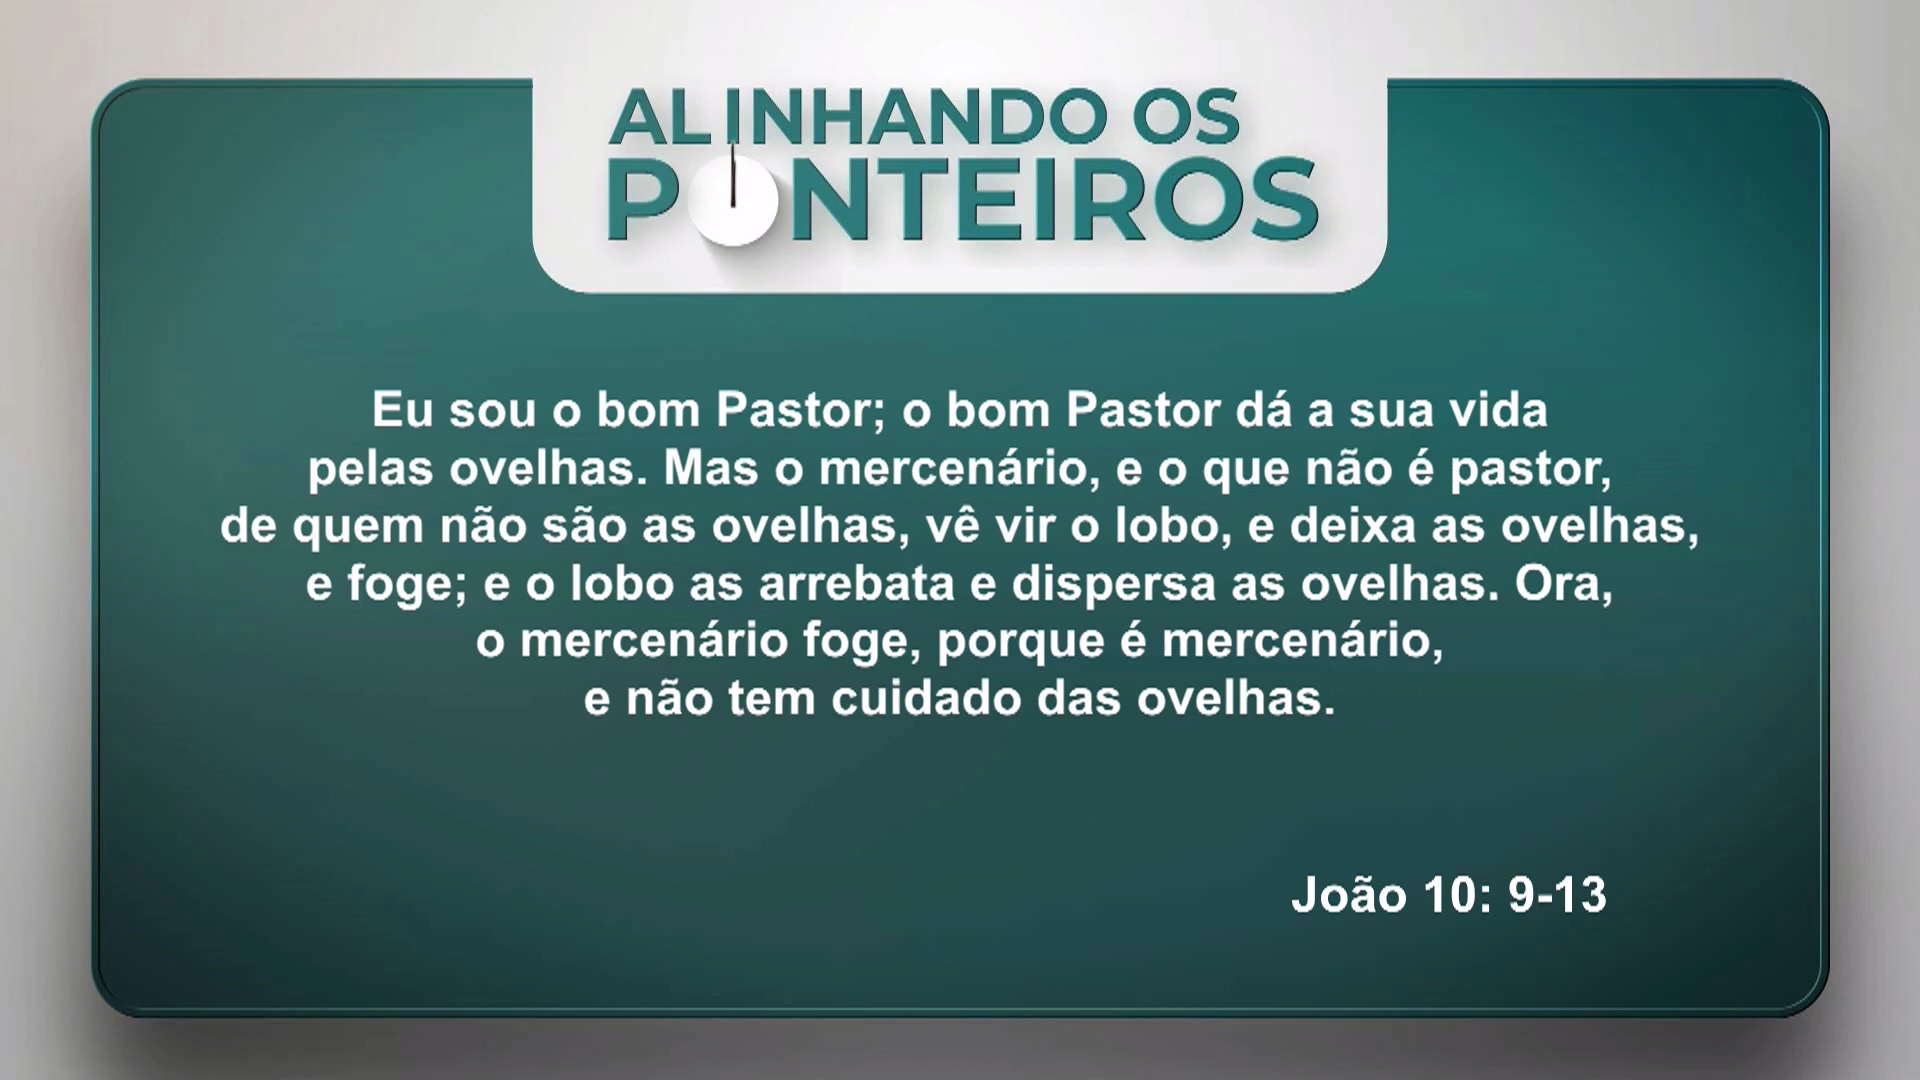 ALINHANDO OS
PONTEIROS
Eu sou o bom Pastor; o bom Pastor dá a sua vida
pelas ovelhas. Mas o mercenário, e o que não é pastor,
de quem não são as ovelhas, vê vir o lobo, e deixa as ovelhas,
e foge; e o lobo as arrebata e dispersa as ovelhas. Ora,
o mercenário foge, porque é mercenário,
e não tem cuidado das ovelhas.
João 10: 9-13